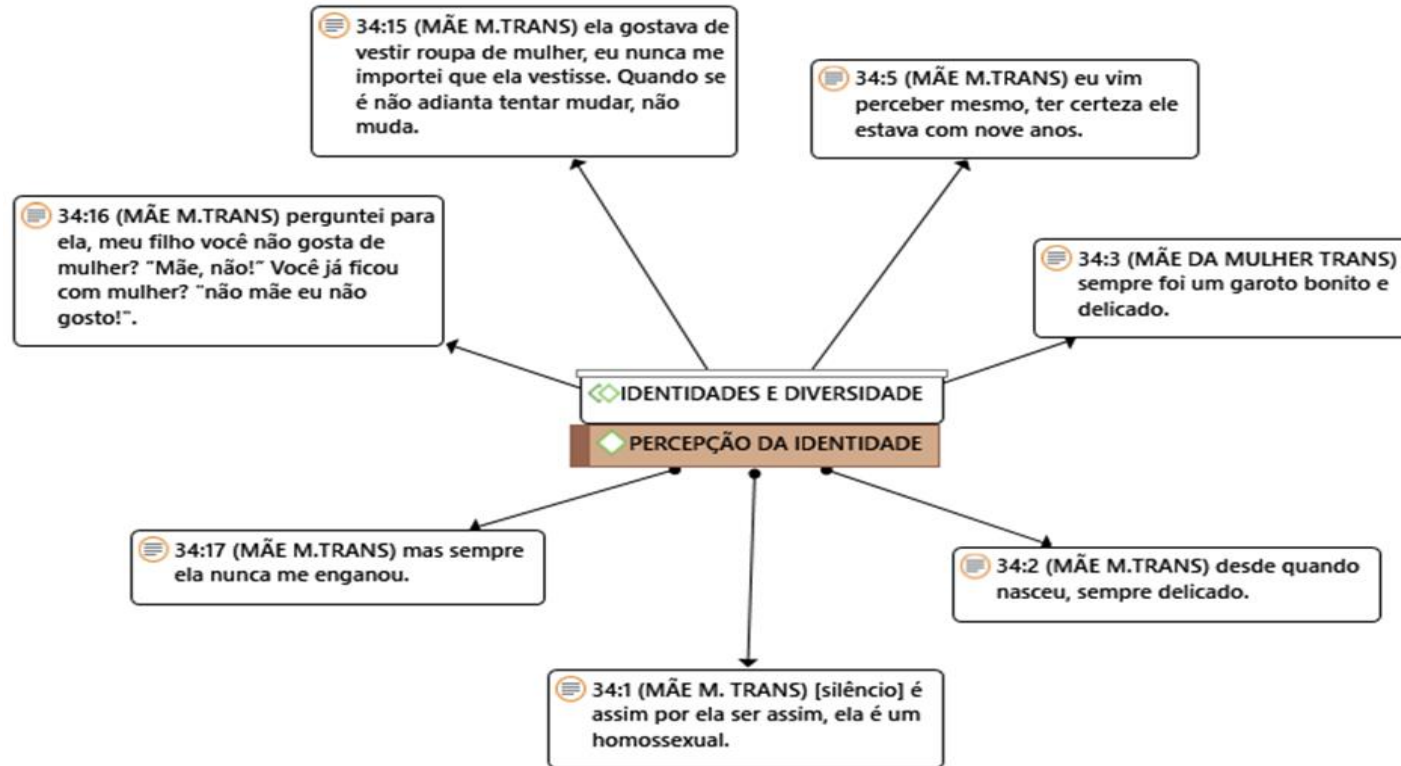 34:15 (MÃE M.TRANS) ela gostava de
vestir roupa de mulher, eu nunca me
importei que ela vestisse. Quando se
é não adianta tentar mudar, não
muda.
34:5 (MÃE M.TRANS) eu vim
perceber mesmo, ter certeza ele
estava com nove anos.
34:16 (MÃE M.TRANS) perguntei para
ela, meu filho você não gosta de
mulher? ˜Mãe, não!˜ Você já ficou
com mulher? ˜não mãe eu não
gosto!˜.
34:3 (MÃE DA MULHER TRANS)
sempre foi um garoto bonito e
delicado.
IDENTIDADES E DIVERSIDADE
PERCEPÇÃO DA IDENTIDADE
34:17 (MÃE M.TRANS) mas sempre
ela nunca me enganou.
34:2 (MÃE M.TRANS) desde quando
nasceu, sempre delicado.
34:1 (MÃE M. TRANS) [silêncio] é
assim por ela ser assim, ela é um
homossexual.